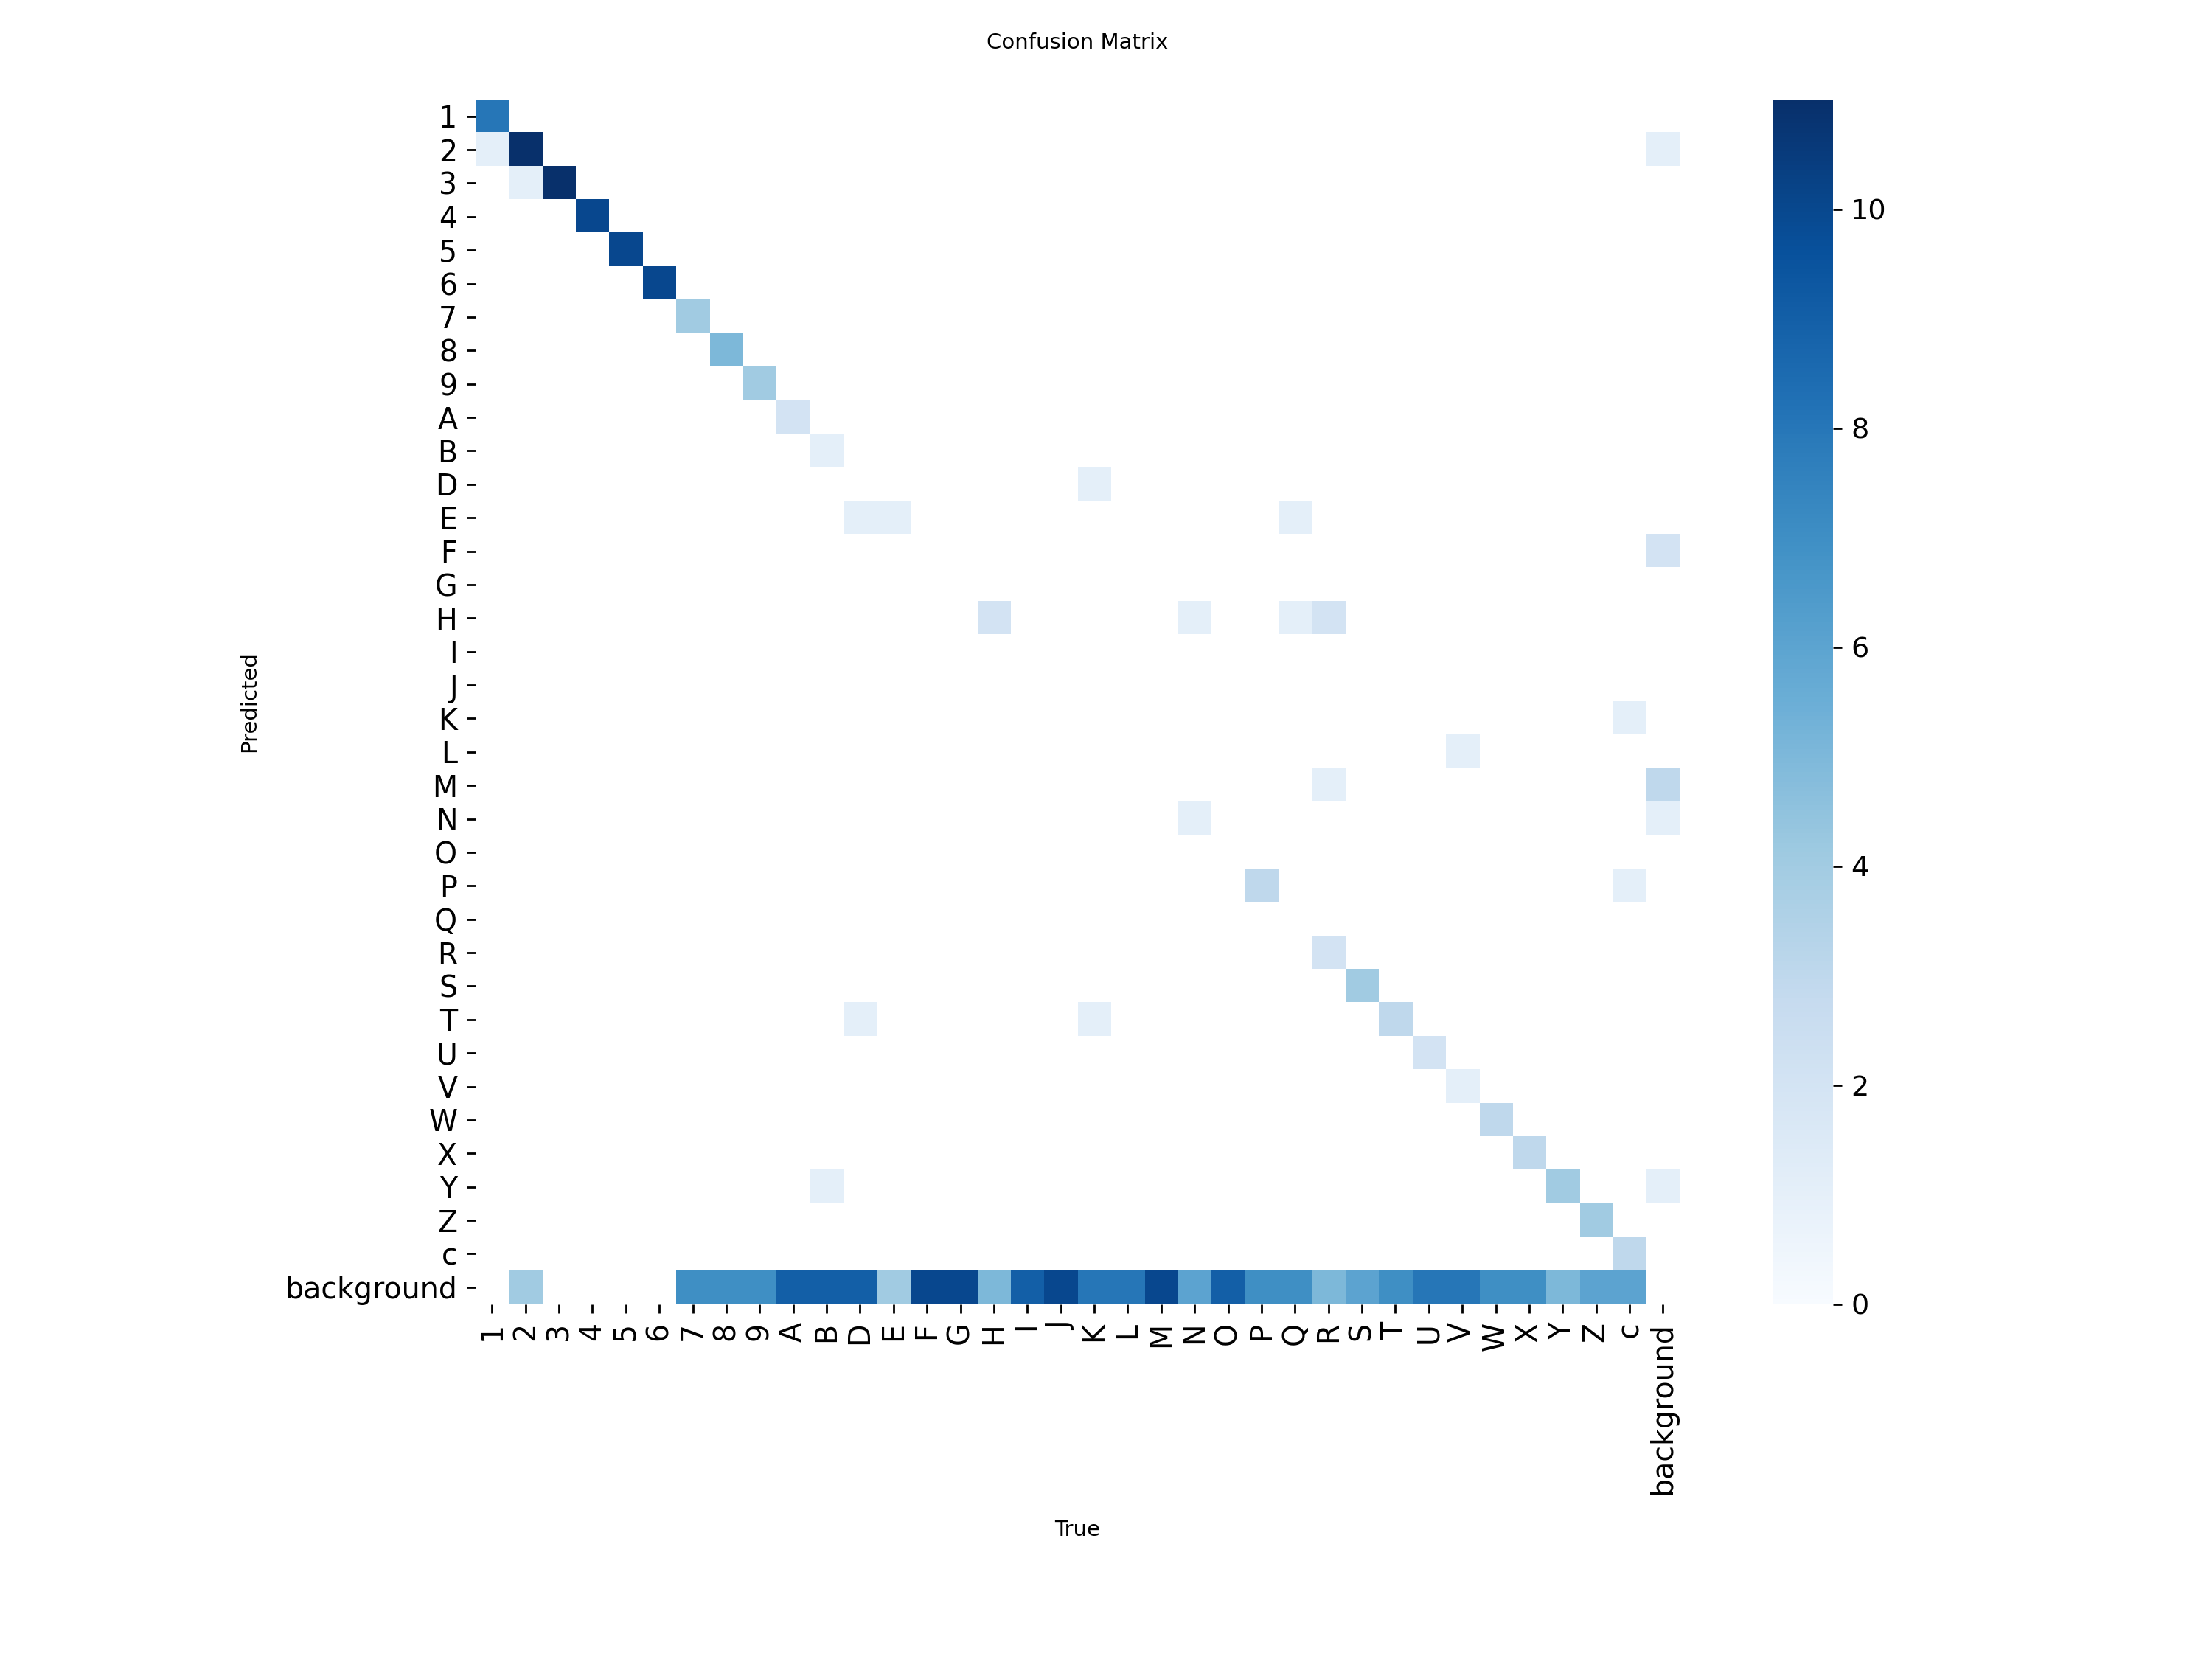 Confusion Matrix
1
2
3
4
5
6
7
8
9
A
B
D
E
F
G
H
I
J
K
L
M
N
O
P
Q
R
S
T
U
V
W
X
Y
Z
c
background
Predicted
1 2 3 4 5 6 7 8 9 A B D E F G H I J K L M N O P Q R S T U V W X Y Z c background
True
10
8
6
4
2
0